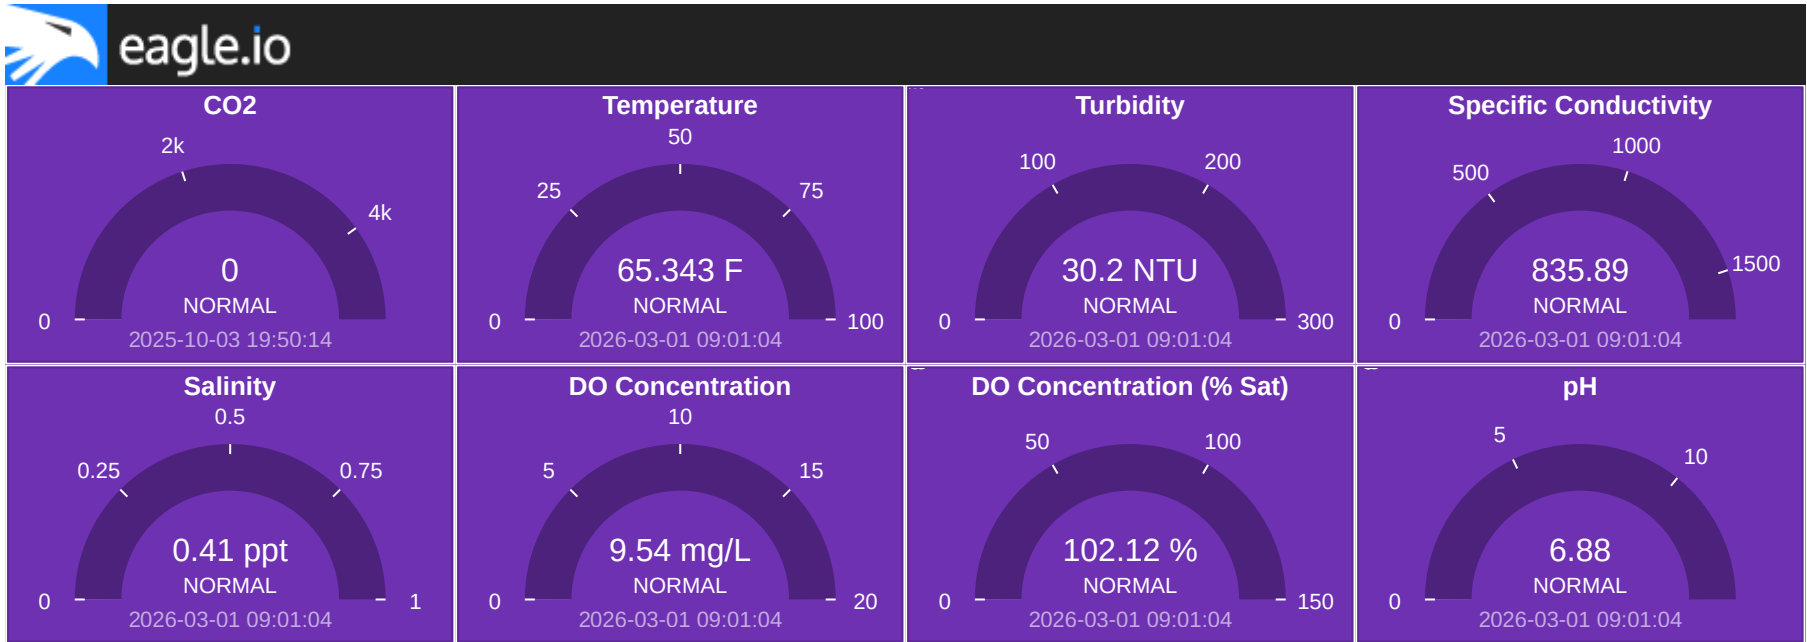 eagle.io
CO2
2k
4k
0
0
NORMAL
2025-10-03 19:50:14
Temperature
50
25
75
65.343 F
NORMAL
0
100
2026-03-01 09:01:04
Turbidity
100
200
30.2 NTU
NORMAL
0
300
2026-03-01 09:01:04
Specific Conductivity
1000
500
1500
835.89
NORMAL
0
2026-03-01 09:01:04
Salinity
0.5
0.25
0.75
0.41 ppt
NORMAL
0
1
2026-03-01 09:01:04
DO Concentration
10
5
15
9.54 mg/L
NORMAL
0
20
2026-03-01 09:01:04
DO Concentration (% Sat)
50
100
102.12 %
NORMAL
0
150
2026-03-01 09:01:04
pH
5
10
6.88
NORMAL
0
2026-03-01 09:01:04